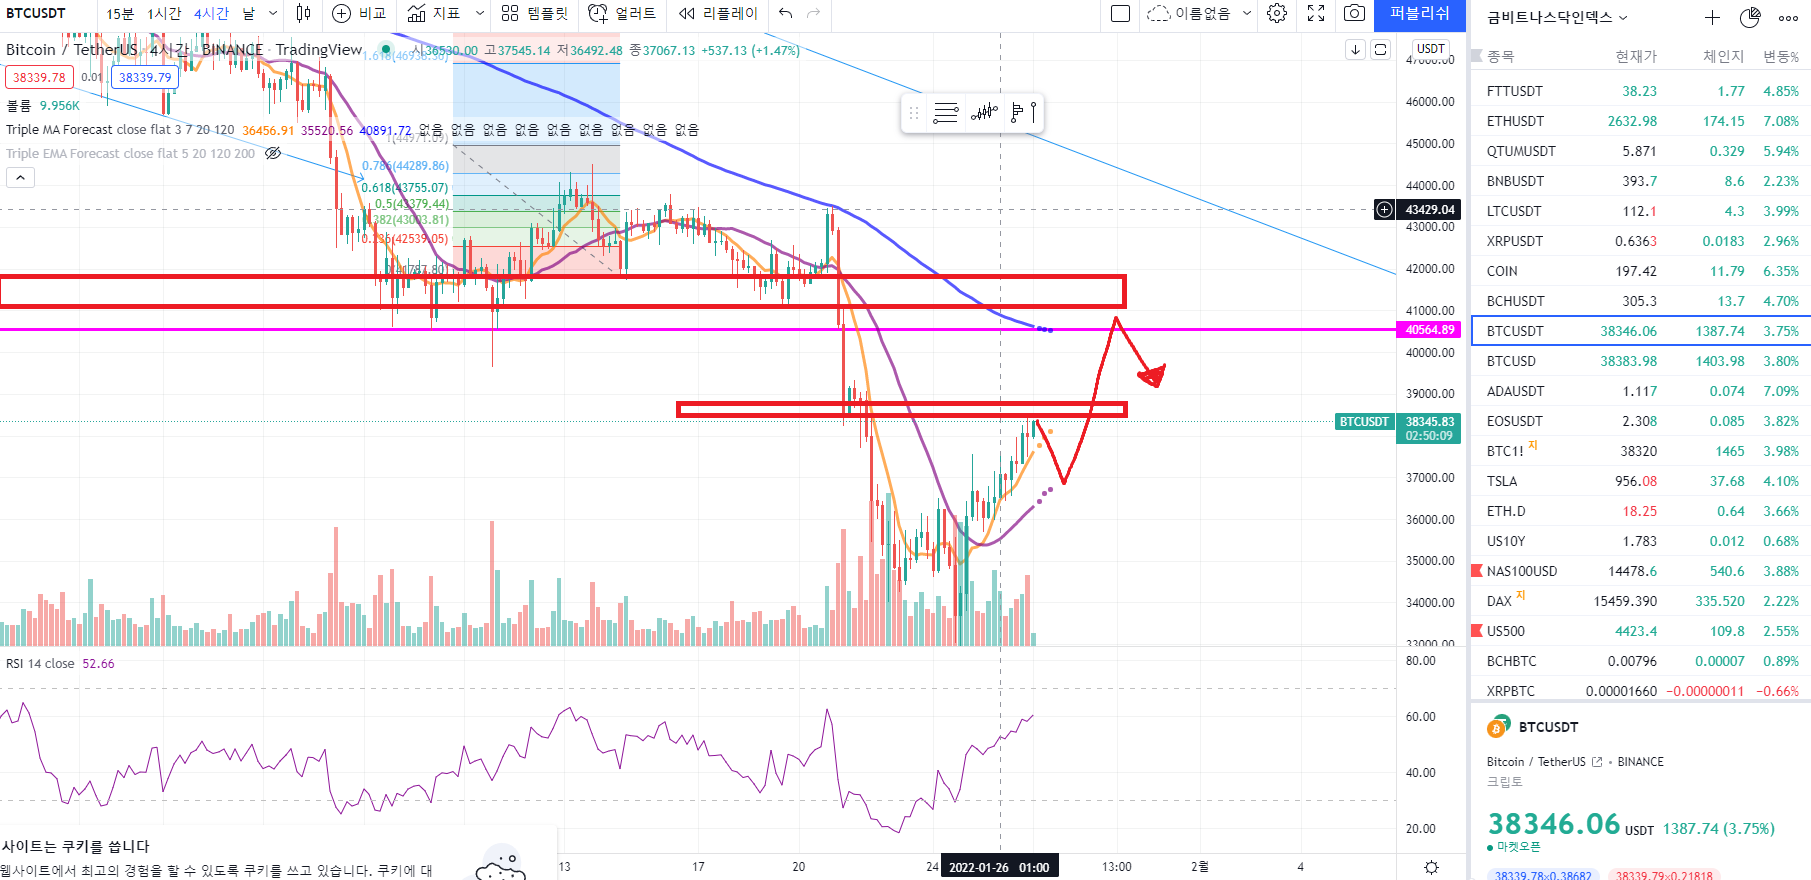 BTCUSDT 15분 1시간 4시간 날 비교 지표 템플릿 얼러트 리플레이 이름없음 퍼블리쉬
Bitcoin / TetherUS, 4시간, BINANCE · TradingView 시36530.00 고37545.14 저36492.48 종37067.13 +537.13 (+1.47%)
38339.78 0.01 38339.79
볼륨 9.956K
Triple MA Forecast close flat 3 7 20 120 36456.91 35520.56 40891.72 없음 없음 없음 없음 없음 없음 없음 없음 없음
Triple EMA Forecast close flat 5 20 120 200
1(44971.09)
0.786(44289.86)
0.618(43755.07)
0.5(43379.44)
0.382(43003.81)
0.236(42539.05)
0(41787.80)
USDT
47000.00
46000.00
45000.00
44000.00
43429.04
43000.00
42000.00
41000.00
40564.89
40000.00
39000.00
BTCUSDT 38345.83
02:50:09
37000.00
36000.00
35000.00
34000.00
33000.00
RSI 14 close 52.66
80.00
60.00
40.00
20.00
13 17 20 24 2022-01-26 01:00 13:00 2월 4
사이트는 쿠키를 씁니다
웹사이트에서 최고의 경험을 할 수 있도록 쿠키를 쓰고 있습니다. 쿠키에 대
금비트나스닥인덱스
종목 현재가 체인지 변동%
FTTUSDT 38.23 1.77 4.85%
ETHUSDT 2632.98 174.15 7.08%
QTUMUSDT 5.871 0.329 5.94%
BNBUSDT 393.7 8.6 2.23%
LTCUSDT 112.1 4.3 3.99%
XRPUSDT 0.6363 0.0183 2.96%
COIN 197.42 11.79 6.35%
BCHUSDT 305.3 13.7 4.70%
BTCUSDT 38346.06 1387.74 3.75%
BTCUSD 38383.98 1403.98 3.80%
ADAUSDT 1.117 0.074 7.09%
EOSUSDT 2.308 0.085 3.82%
BTC1! 지 38320 1465 3.98%
TSLA 956.08 37.68 4.10%
ETH.D 18.25 0.64 3.66%
US10Y 1.783 0.012 0.68%
NAS100USD 14478.6 540.6 3.88%
DAX 지 15459.390 335.520 2.22%
US500 4423.4 109.8 2.55%
BCHBTC 0.00796 0.00007 0.89%
XRPBTC 0.00001660 −0.00000011 −0.66%
BTCUSDT
Bitcoin / TetherUS • BINANCE
크립토
38346.06 USDT 1387.74 (3.75%)
마켓오픈
38339.78×0.38682 38339.79×0.21818